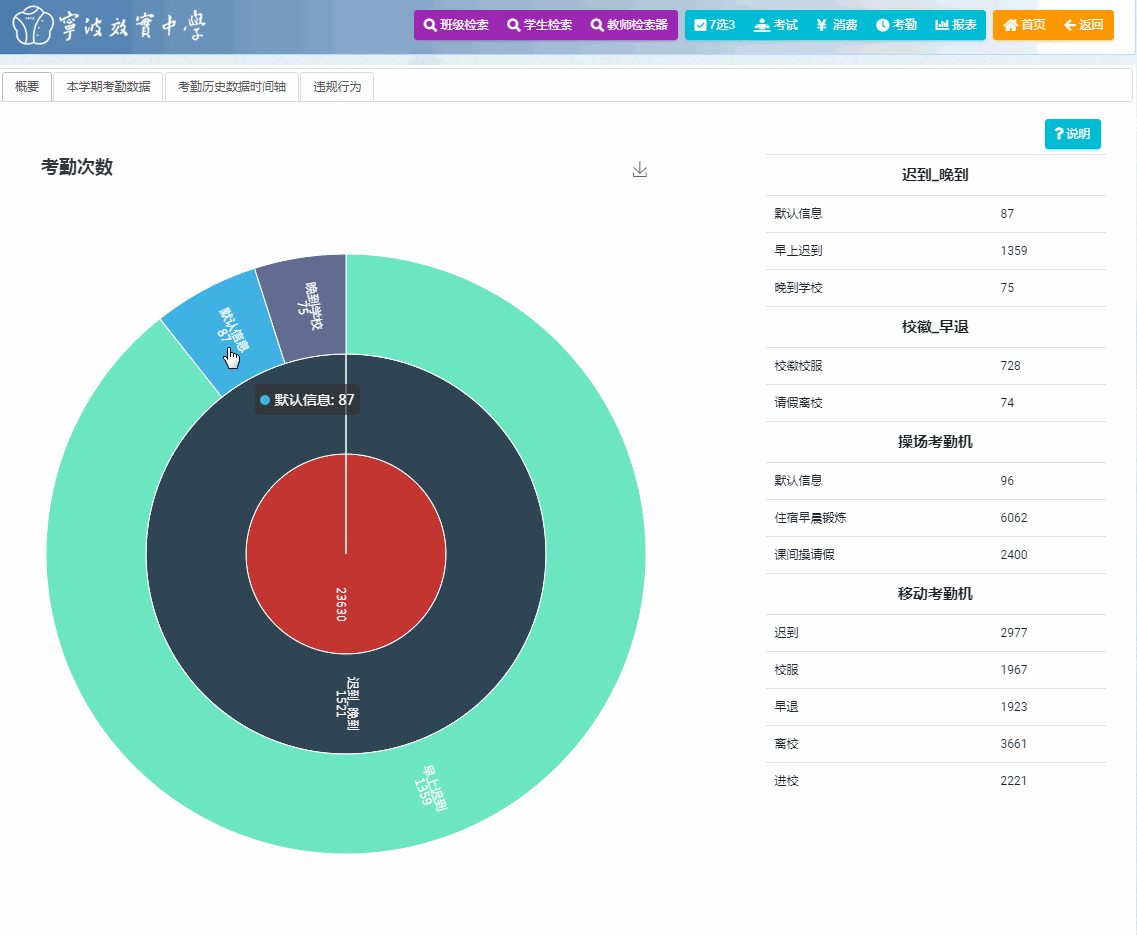 寧波效實中學
班级检索 学生检索 教师检索器 7选3 考试 ¥ 消费 考勤 报表 首页 返回
概要 本学期考勤数据 考勤历史数据时间轴 违规行为
? 说明
考勤次数
迟到_晚到
默认信息 87
早上迟到 1359
晚到学校 75
校徽_早退
校徽校服 728
请假离校 74
操场考勤机
默认信息 96
住宿早晨锻炼 6062
课间操请假 2400
移动考勤机
迟到 2977
校服 1967
早退 1923
离校 3661
进校 2221
晚到学校
75
默认信息
87
默认信息: 87
23630
迟到_晚到
1521
早上迟到
1359